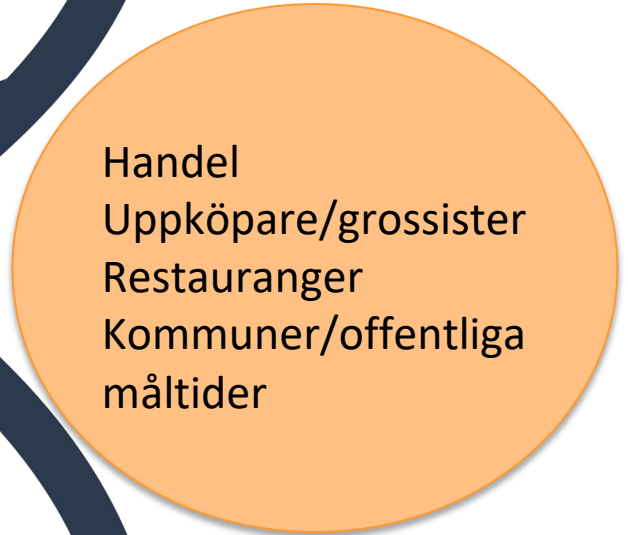 Handel
Uppköpare/grossister
Restauranger
Kommuner/offentliga
måltider